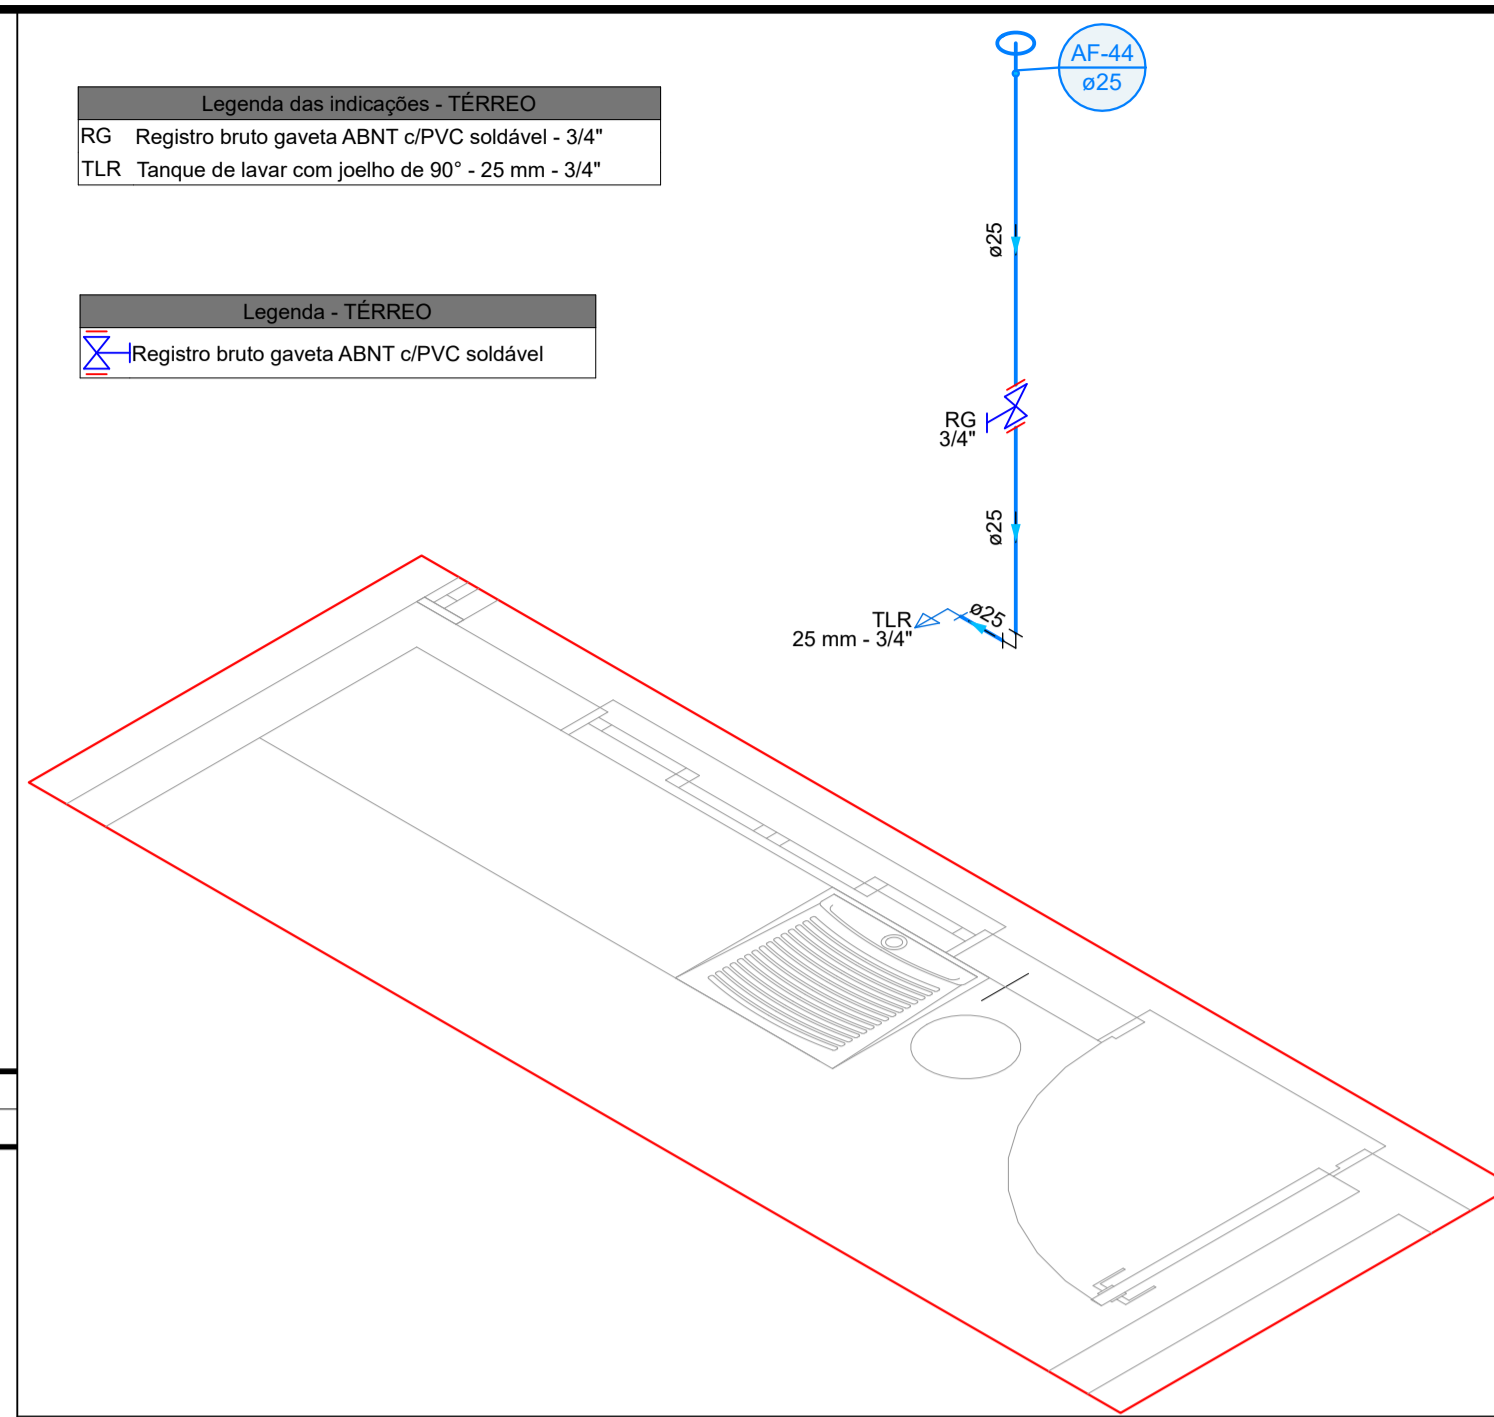 AF-44
ø25
Legenda das indicações - TÉRREO
RG Registro bruto gaveta ABNT c/PVC soldável - 3/4"
TLR Tanque de lavar com joelho de 90° - 25 mm - 3/4"
ø25
Legenda - TÉRREO
Registro bruto gaveta ABNT c/PVC soldável
RG
3/4"
ø25
ø25
TLR
25 mm - 3/4"